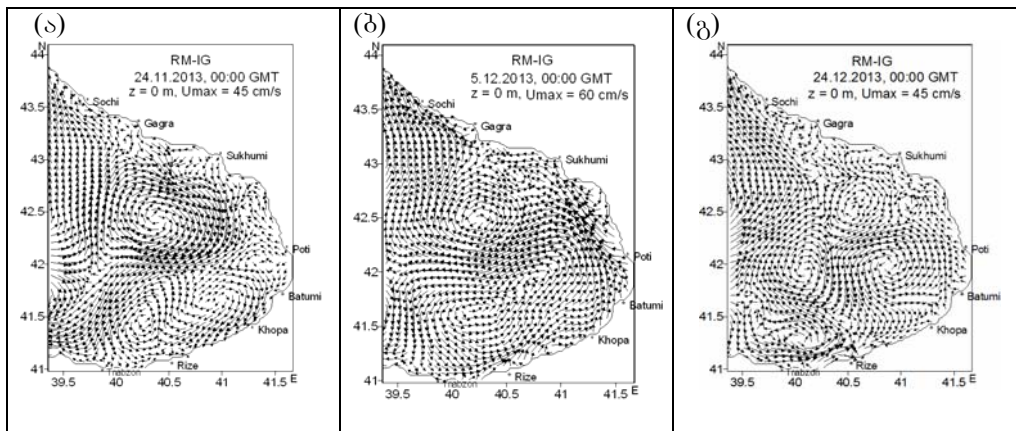 (ა)
N
44
43.5
43
42.5
42
41.5
41
39.5 40 40.5 41 41.5 E
RM-IG
24.11.2013, 00:00 GMT
z = 0 m, Umax = 45 cm/s
Sochi
Gagra
Sukhumi
Poti
Batumi
Khopa
Rize
Trabzon
(ბ)
N
44
43.5
43
42.5
42
41.5
41
39.5 40 40.5 41 41.5 E
RM-IG
5.12.2013, 00:00 GMT
z = 0 m, Umax = 60 cm/s
Sochi
Gagra
Sukhumi
Poti
Batumi
Khopa
Rize
Trabzon
(გ)
N
44
43.5
43
42.5
42
41.5
41
39.5 40 40.5 41 41.5 E
RM-IG
24.12.2013, 00:00 GMT
z = 0 m, Umax = 45 cm/s
Sochi
Gagra
Sukhumi
Poti
Batumi
Khopa
Rize
Trabzon